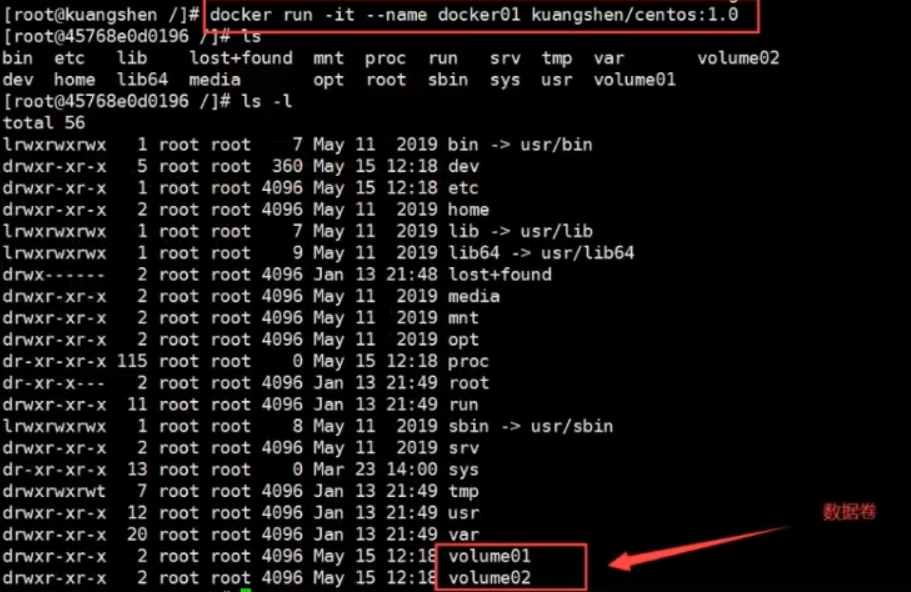 [root@kuangshen /]# docker run -it --name docker01 kuangshen/centos:1.0
[root@45768e0d0196 /]# ls
bin etc lib lost+found mnt proc run srv tmp var volume02
dev home lib64 media opt root sbin sys usr volume01
[root@45768e0d0196 /]# ls -l
total 56
lrwxrwxrwx 1 root root 7 May 11 2019 bin -> usr/bin
drwxr-xr-x 5 root root 360 May 15 12:18 dev
drwxr-xr-x 1 root root 4096 May 15 12:18 etc
drwxr-xr-x 2 root root 4096 May 11 2019 home
lrwxrwxrwx 1 root root 7 May 11 2019 lib -> usr/lib
lrwxrwxrwx 1 root root 9 May 11 2019 lib64 -> usr/lib64
drwx------ 2 root root 4096 Jan 13 21:48 lost+found
drwxr-xr-x 2 root root 4096 May 11 2019 media
drwxr-xr-x 2 root root 4096 May 11 2019 mnt
drwxr-xr-x 2 root root 4096 May 11 2019 opt
dr-xr-xr-x 115 root root 0 May 15 12:18 proc
dr-xr-x--- 2 root root 4096 Jan 13 21:49 root
drwxr-xr-x 11 root root 4096 Jan 13 21:49 run
lrwxrwxrwx 1 root root 8 May 11 2019 sbin -> usr/sbin
drwxr-xr-x 2 root root 4096 May 11 2019 srv
dr-xr-xr-x 13 root root 0 Mar 23 14:00 sys
drwxrwxrwt 7 root root 4096 Jan 13 21:49 tmp
drwxr-xr-x 12 root root 4096 Jan 13 21:49 usr
drwxr-xr-x 20 root root 4096 Jan 13 21:49 var
数据卷
drwxr-xr-x 2 root root 4096 May 15 12:18 volume01
drwxr-xr-x 2 root root 4096 May 15 12:18 volume02